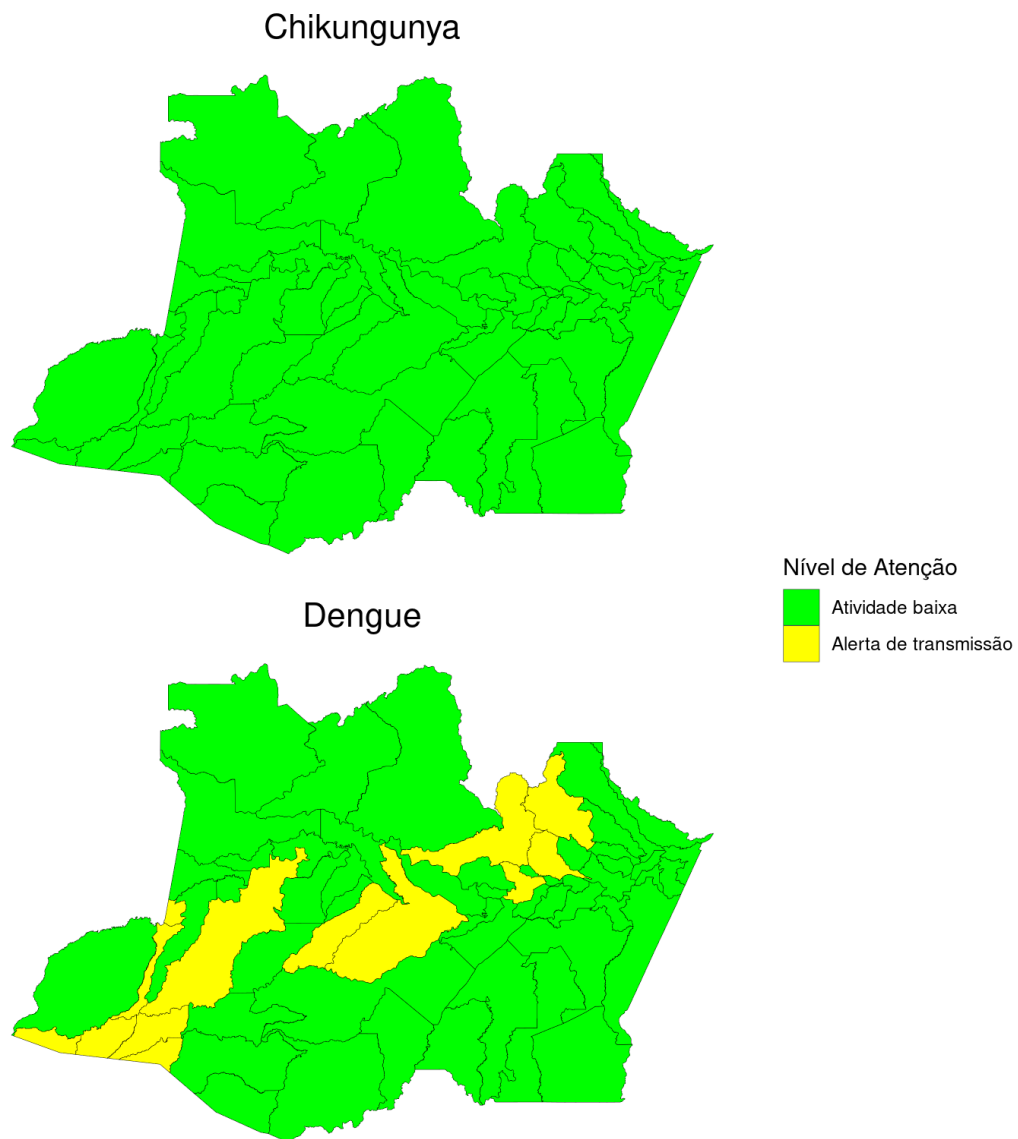 Chikungunya
Nível de Atenção
Atividade baixa
Alerta de transmissão
Dengue